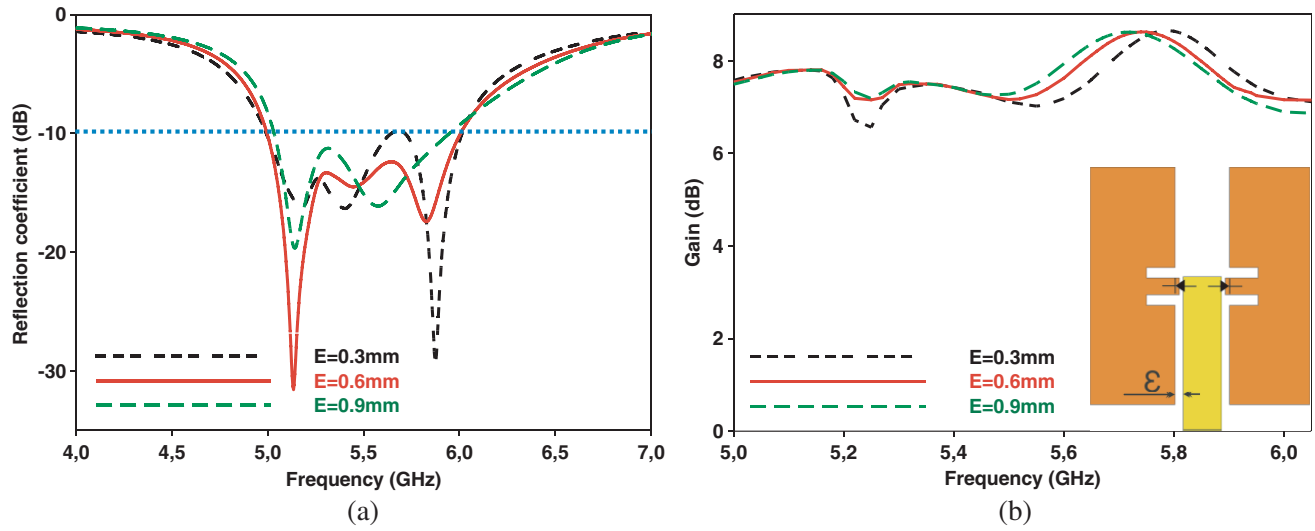 0
-10
-20
-30
Reflection coefficient (dB)
E=0.3mm
E=0.6mm
E=0.9mm
4,0 4,5 5,0 5,5 6,0 6,5 7,0
Frequency (GHz)
(a)
8
6
4
2
0
Gain (dB)
E=0.3mm
E=0.6mm
E=0.9mm
ε
5,0 5,2 5,4 5,6 5,8 6,0
Frequency (GHz)
(b)